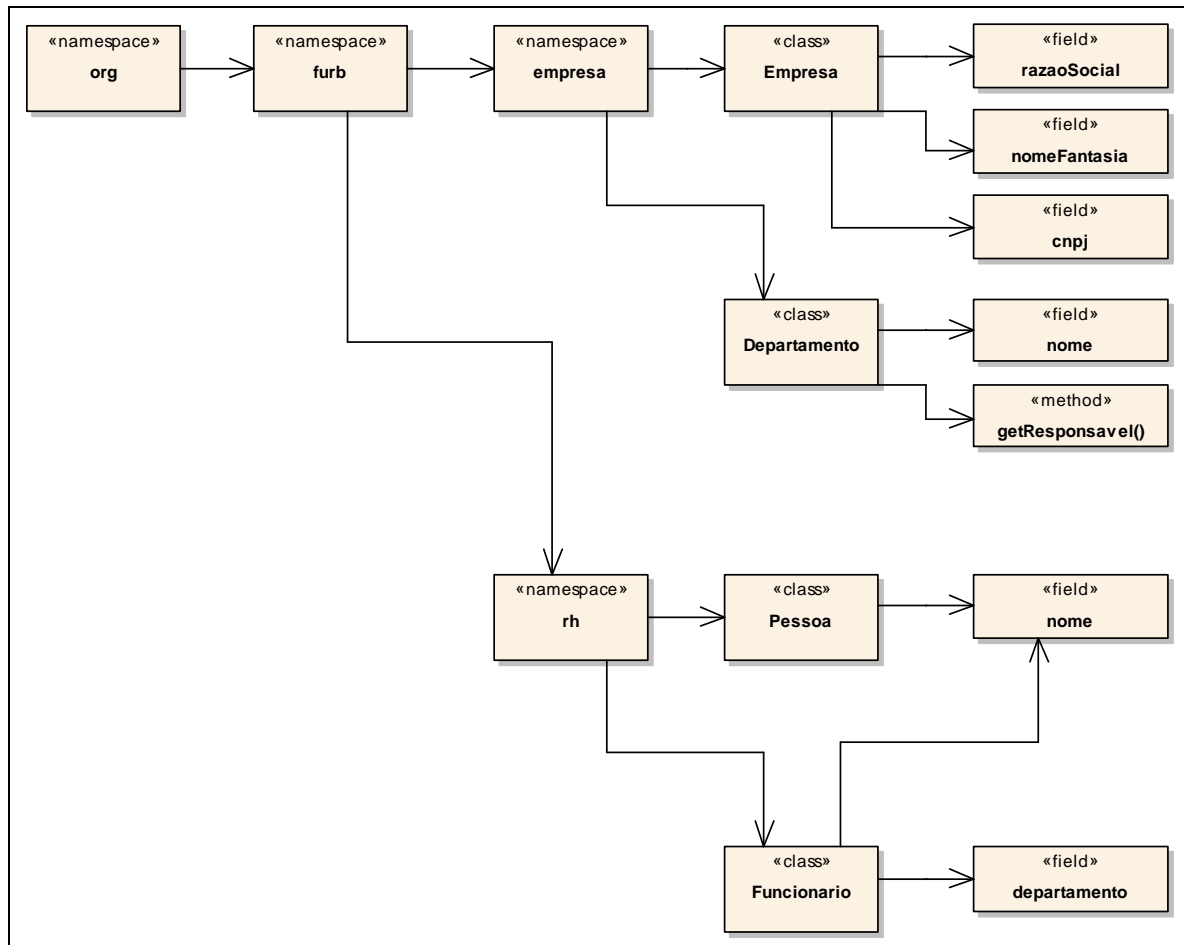 «namespace»
org
«namespace»
furb
«namespace»
empresa
«class»
Empresa
«field»
razaoSocial
«field»
nomeFantasia
«field»
cnpj
«class»
Departamento
«field»
nome
«method»
getResponsavel()
«namespace»
rh
«class»
Pessoa
«field»
nome
«class»
Funcionario
«field»
departamento